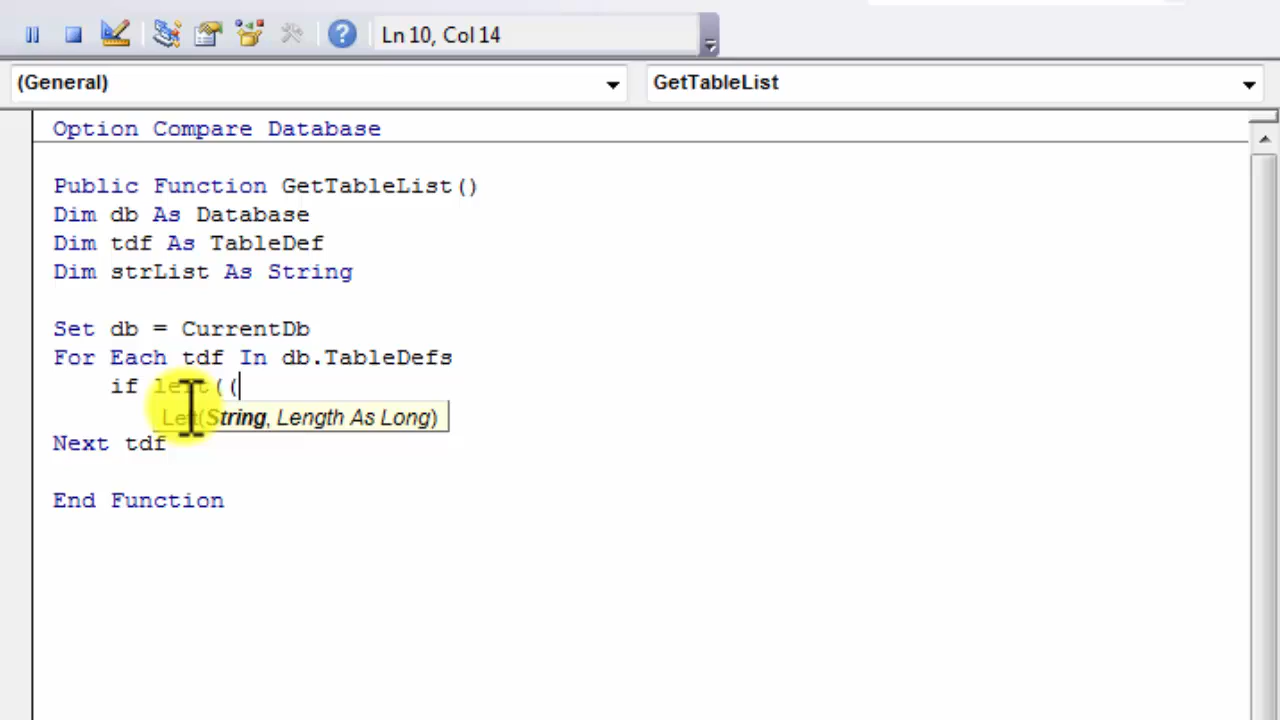 Ln 10, Col 14
(General)
GetTableList
Option Compare Database
Public Function GetTableList()
Dim db As Database
Dim tdf As TableDef
Dim strList As String
Set db = CurrentDb
For Each tdf In db.TableDefs
if left((
Left(String, Length As Long)
Next tdf
End Function